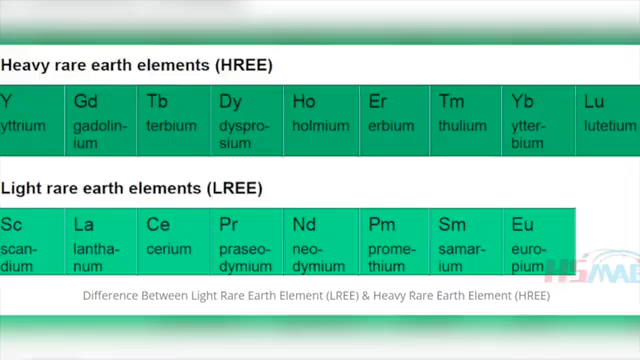 Heavy rare earth elements (HREE)
Y Gd Tb Dy Ho Er Tm Yb Lu
yttrium gadolin- terbium dyspro- holmium erbium thulium ytter- lutetium
ium sium bium
Light rare earth elements (LREE)
Sc La Ce Pr Nd Pm Sm Eu
scan- lantha- cerium praseo- neo- prome- samar- euro-
dium num dymium dymium thium ium pium
HSMAE
Difference Between Light Rare Earth Element (LREE) & Heavy Rare Earth Element (HREE)